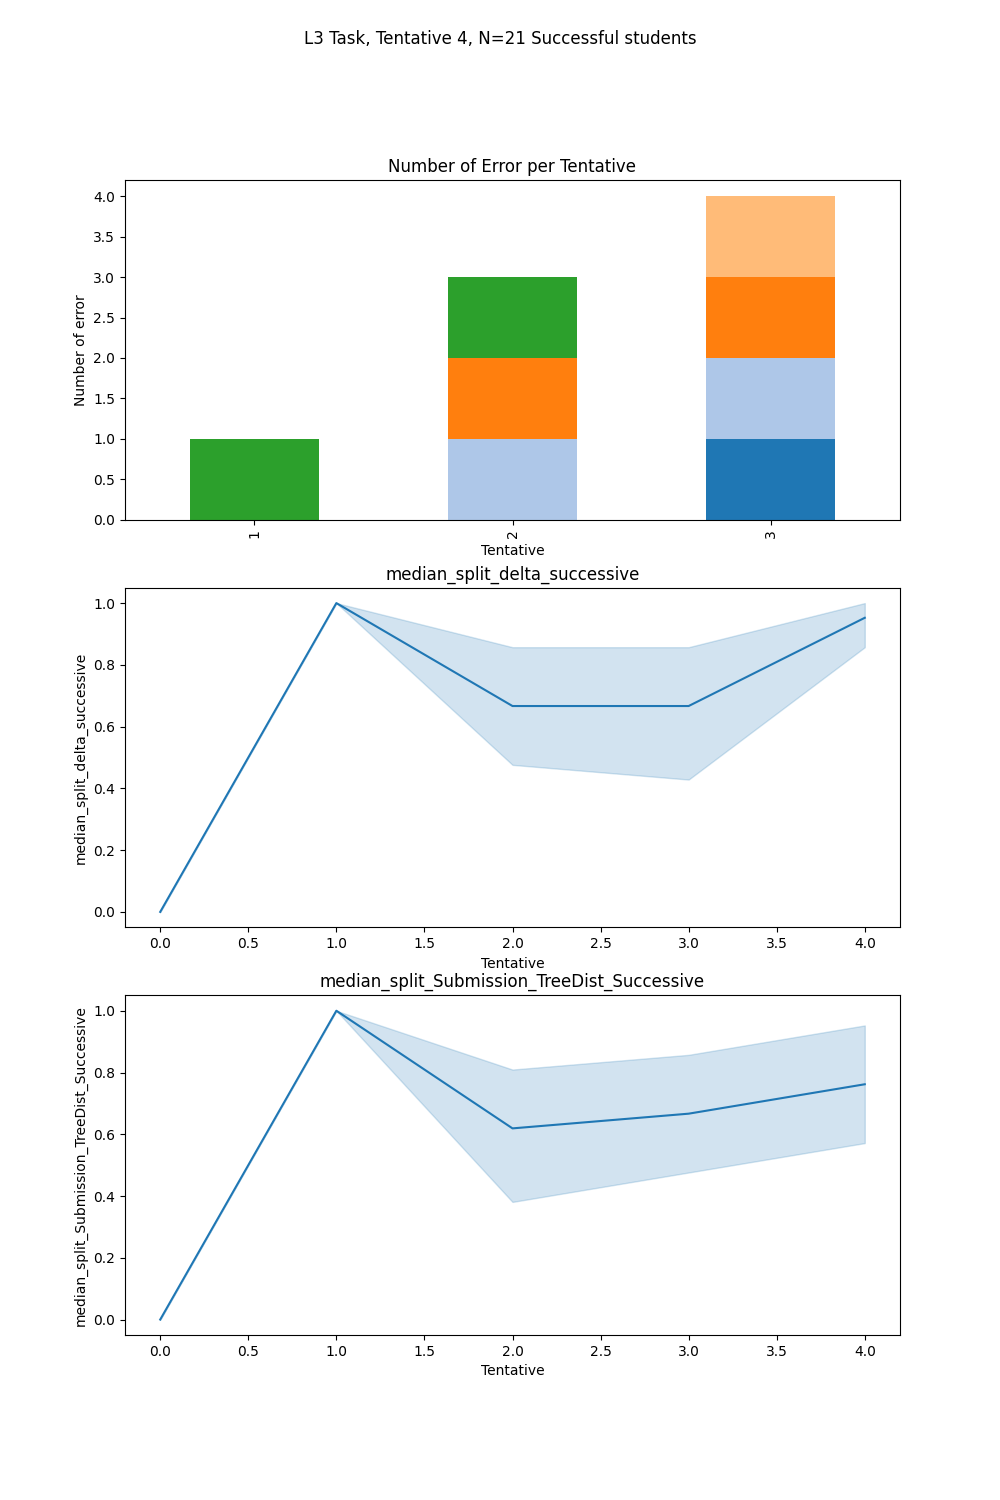 L3 Task, Tentative 4, N=21 Successful students
Number of Error per Tentative
Number of error
4.0
3.5
3.0
2.5
2.0
1.5
1.0
0.5
0.0
1
2
3
Tentative
median_split_delta_successive
median_split_delta_successive
1.0
0.8
0.6
0.4
0.2
0.0
0.0 0.5 1.0 1.5 2.0 2.5 3.0 3.5 4.0
Tentative
median_split_Submission_TreeDist_Successive
median_split_Submission_TreeDist_Successive
1.0
0.8
0.6
0.4
0.2
0.0
0.0 0.5 1.0 1.5 2.0 2.5 3.0 3.5 4.0
Tentative